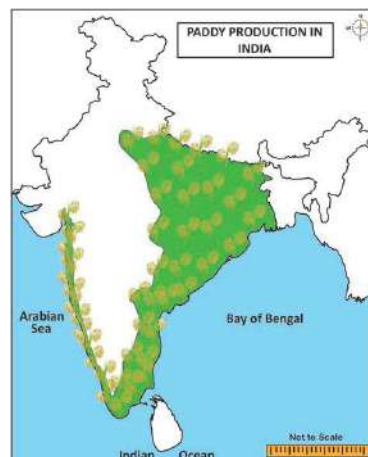 PADDY PRODUCTION IN
INDIA
N
Arabian
Sea
Bay of Bengal
Not to Scale
Indian Ocean